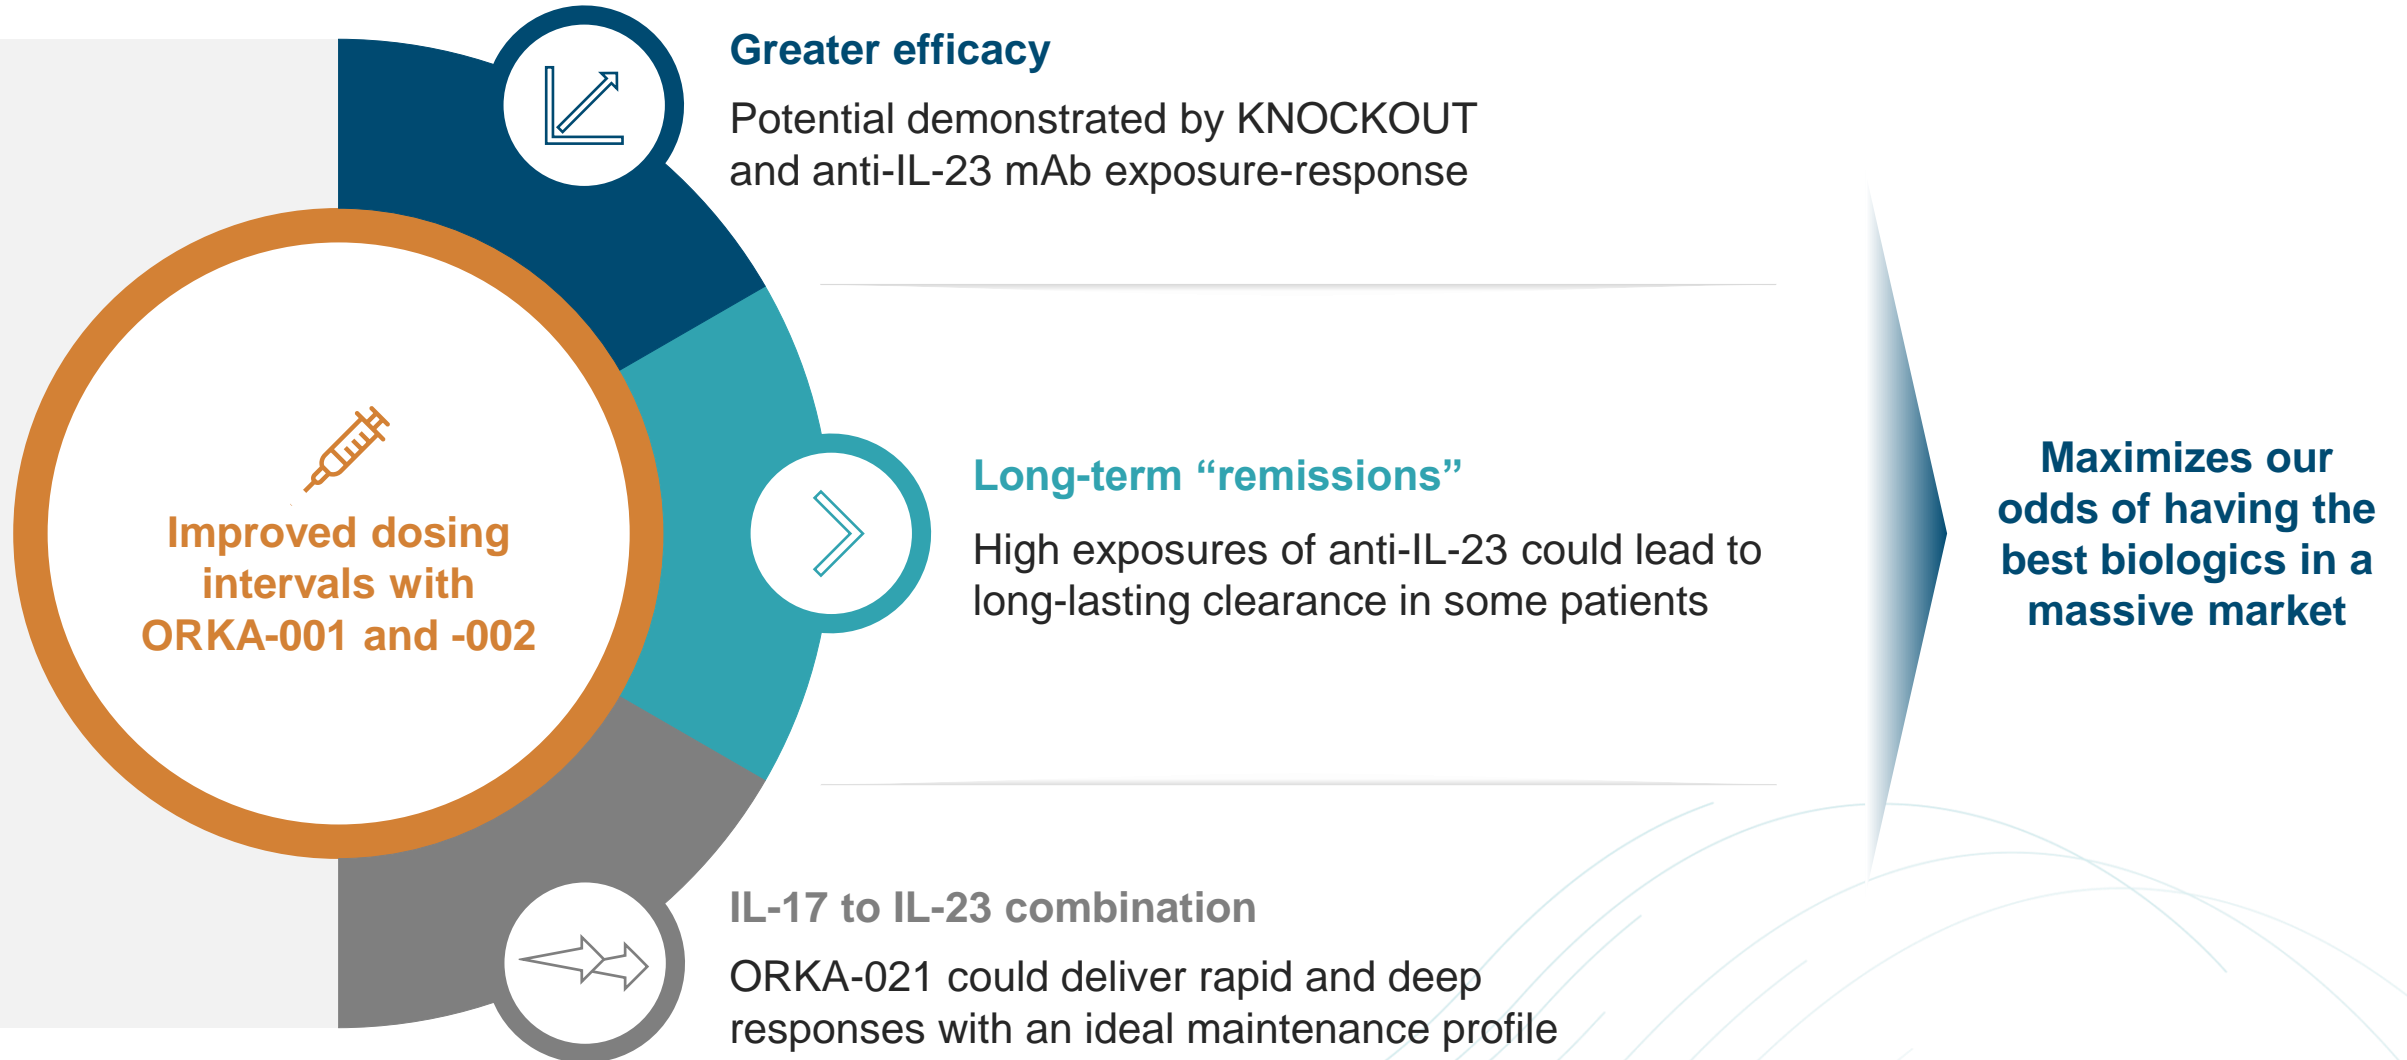 Greater efficacy
Potential demonstrated by KNOCKOUT
and anti-IL-23 mAb exposure-response
Improved dosing
intervals with
ORKA-001 and -002
Long-term “remissions”
High exposures of anti-IL-23 could lead to
long-lasting clearance in some patients
IL-17 to IL-23 combination
ORKA-021 could deliver rapid and deep
responses with an ideal maintenance profile
Maximizes our
odds of having the
best biologics in a
massive market